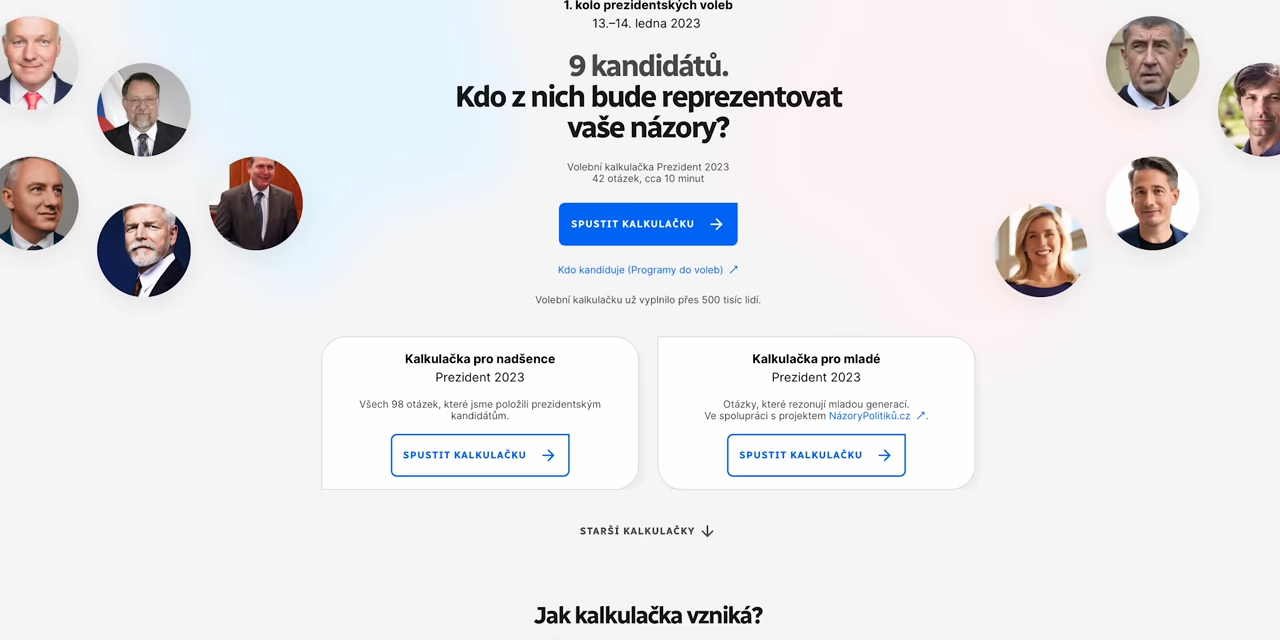 1. kolo prezidentských voleb
13.–14. ledna 2023
9 kandidátů.
Kdo z nich bude reprezentovat
vaše názory?
Volební kalkulačka Prezident 2023
42 otázek, cca 10 minut
SPUSTIT KALKULAČKU →
Kdo kandiduje (Programy do voleb) ↗
Volební kalkulačku už vyplnilo přes 500 tisíc lidí.
Kalkulačka pro nadšence
Prezident 2023
Všech 98 otázek, které jsme položili prezidentským
kandidátům.
SPUSTIT KALKULAČKU →
Kalkulačka pro mladé
Prezident 2023
Otázky, které rezonují mladou generací.
Ve spolupráci s projektem NázoryPolitiků.cz ↗.
SPUSTIT KALKULAČKU →
STARŠÍ KALKULAČKY ↓
Jak kalkulačka vzniká?